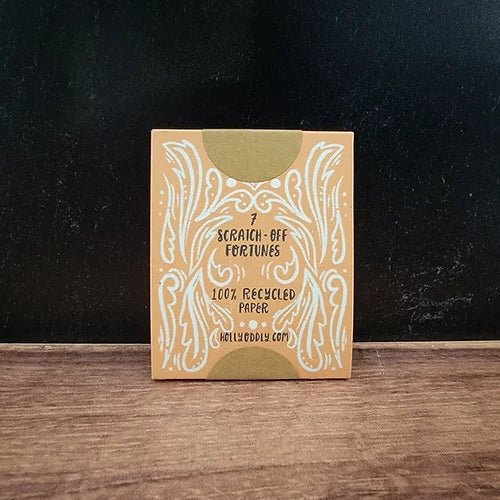 7
SCRATCH-OFF
FORTUNES
100% RECYCLED
PAPER
HOLLYODDLY.COM